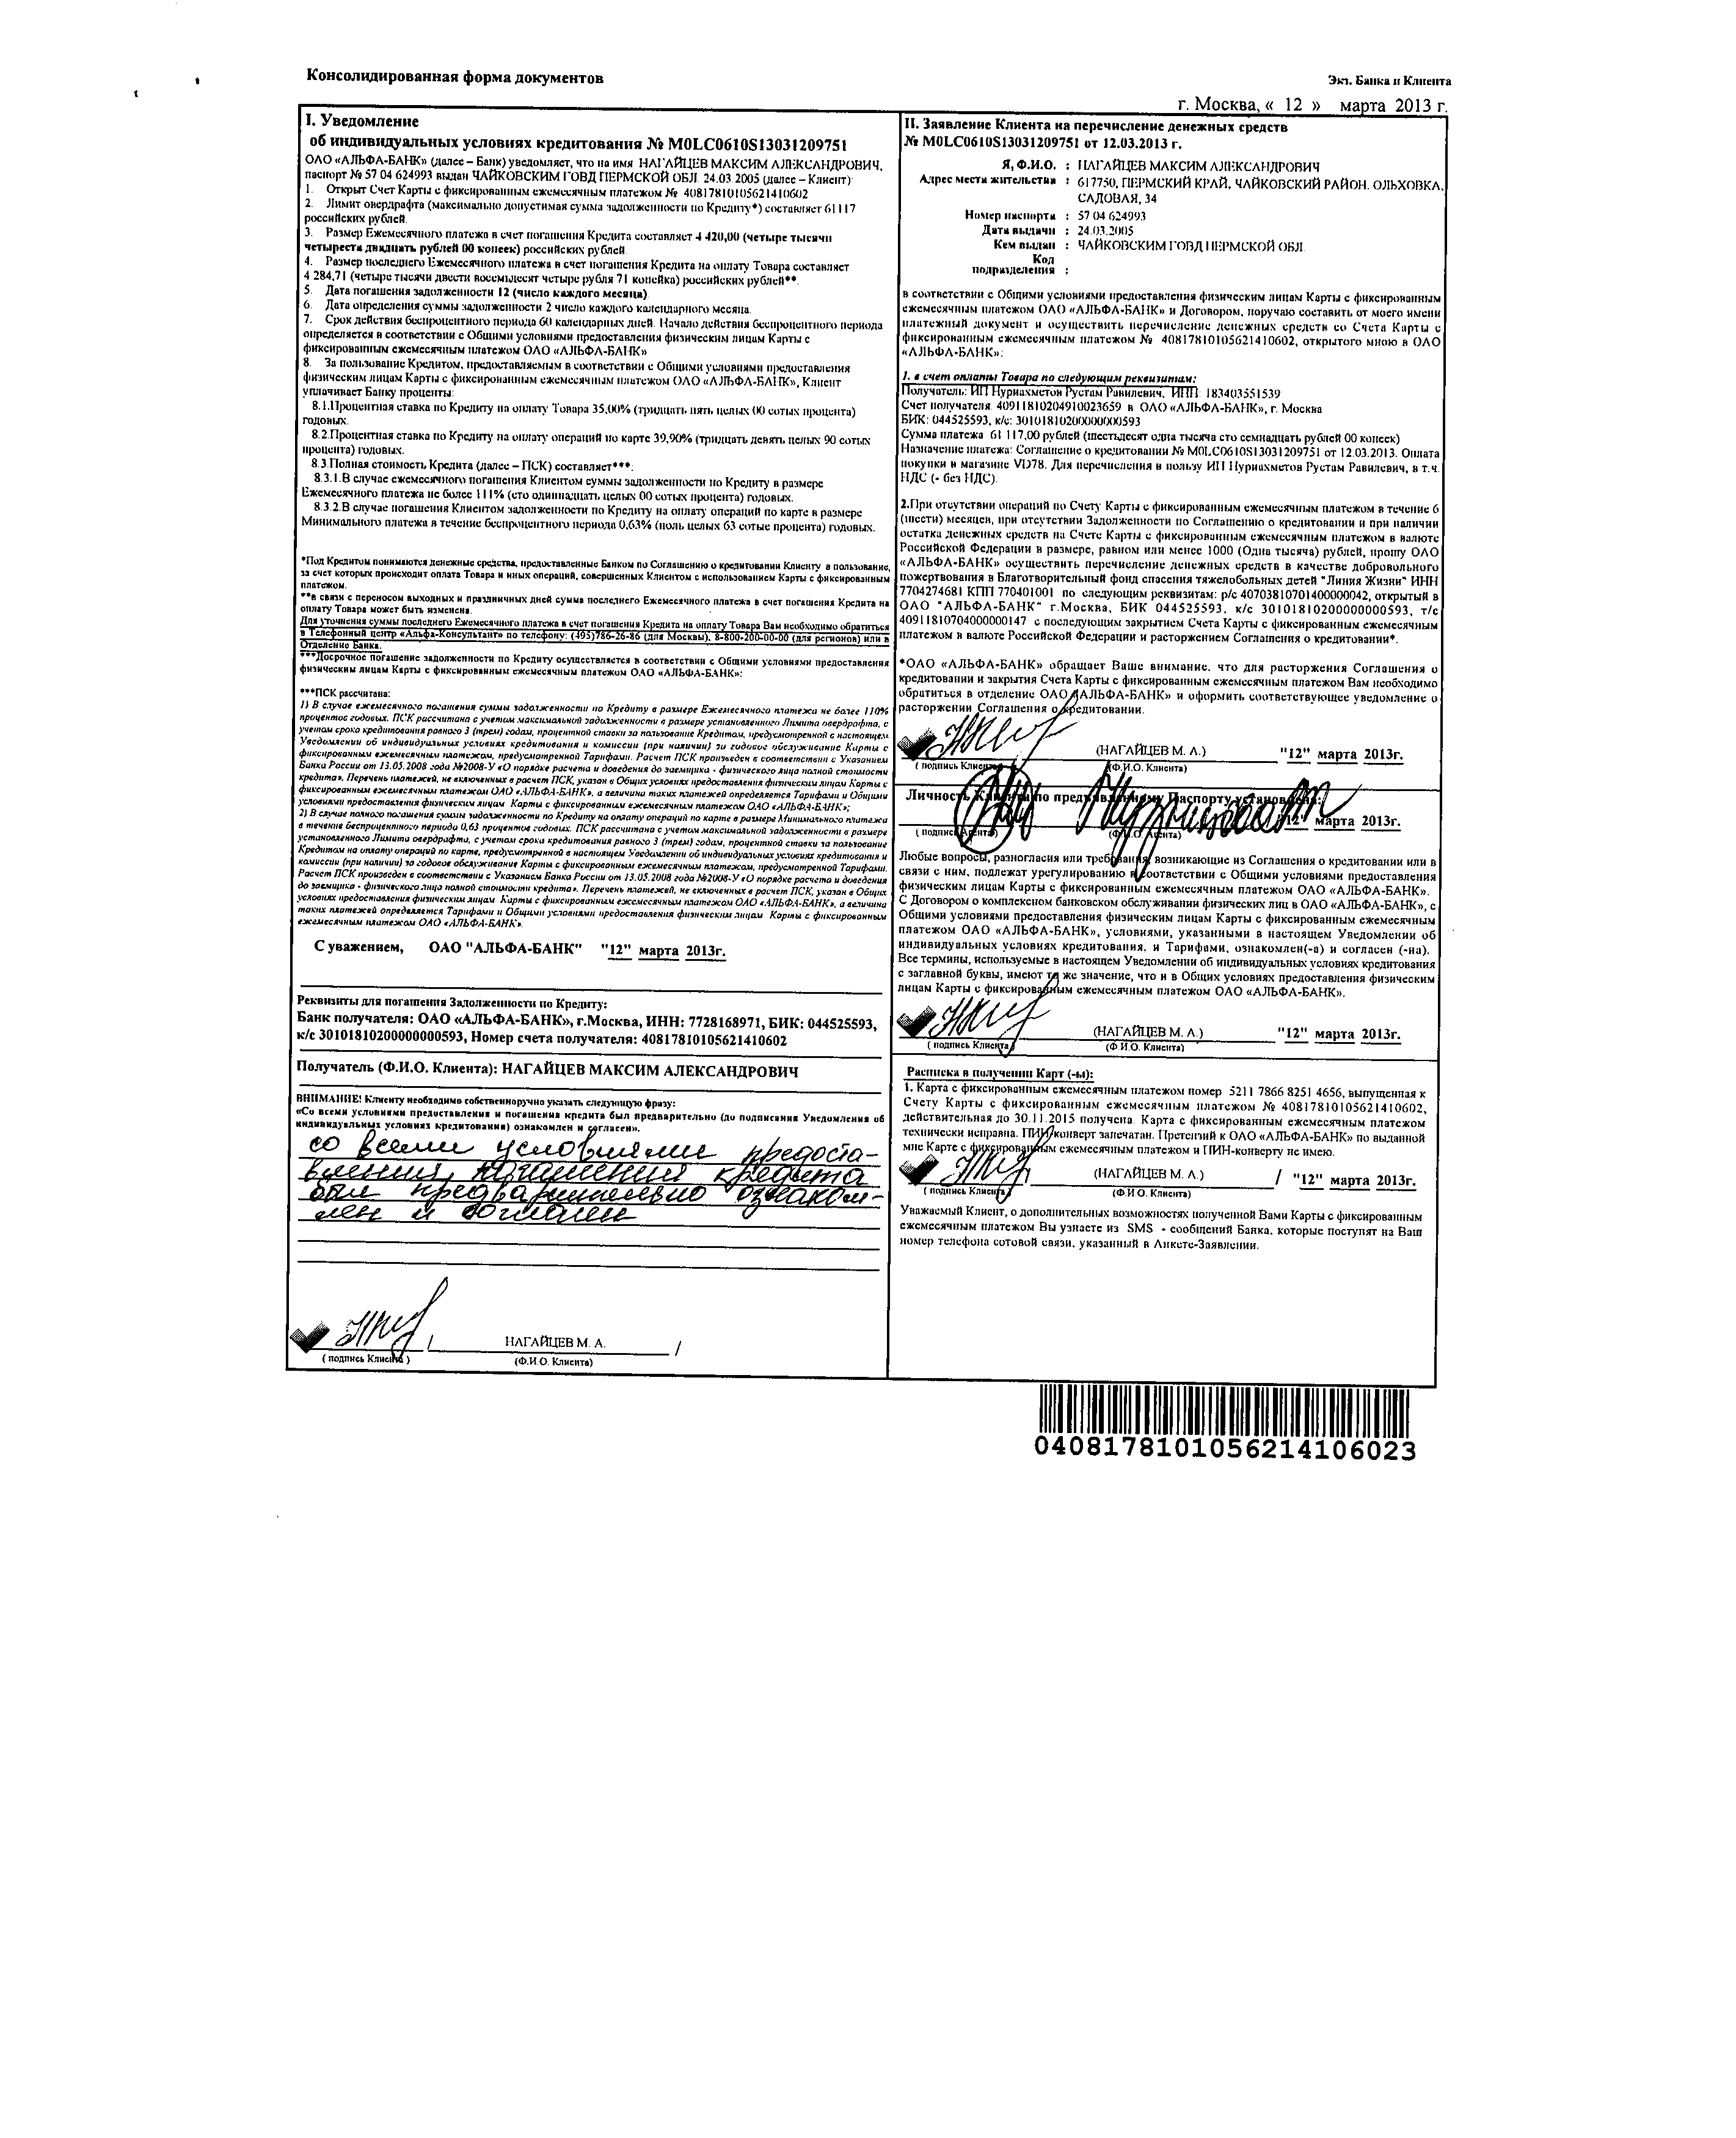 Консолидированная форма документов
Экз. Банка и Клиента
г. Москва, « 12 » марта 2013 г.
I. Уведомление
об индивидуальных условиях кредитования № M0LC0610S13031209751
ОАО «АЛЬФА-БАНК» (далее – Банк) уведомляет, что на имя НАГАЙЦЕВ МАКСИМ АЛЕКСАНДРОВИЧ,
паспорт № 57 04 624993 выдан ЧАЙКОВСКИМ ГОВД ПЕРМСКОЙ ОБЛ. 24.03.2005 (далее – Клиент)
1. Открыт Счет Карты с фиксированным ежемесячным платежом № 40817810105621410602
2. Лимит овердрафта (максимально допустимая сумма задолженности по Кредиту*) составляет 61117
российских рублей.
3. Размер Ежемесячного платежа в счет погашения Кредита составляет 4 420,00 (четыре тысячи
четыреста двадцать рублей 00 копеек) российских рублей
4. Размер последнего Ежемесячного платежа в счет погашения Кредита на оплату Товара составляет
4 284,71 (четыре тысячи двести восемьдесят четыре рубля 71 копейка) российских рублей**.
5. Дата погашения задолженности 12 (число каждого месяца)
6. Дата определения суммы задолженности 2 число каждого календарного месяца.
7. Срок действия беспроцентного периода 60 календарных дней. Начало действия беспроцентного периода
определяется в соответствии с Общими условиями предоставления физическим лицам Карты с
фиксированным ежемесячным платежом ОАО «АЛЬФА-БАНК»
8. За пользование Кредитом, предоставляемым в соответствии с Общими условиями предоставления
физическим лицам Карты с фиксированным ежемесячным платежом ОАО «АЛЬФА-БАНК», Клиент
уплачивает Банку проценты:
8.1.Процентная ставка по Кредиту на оплату Товара 35,00% (тридцать пять целых 00 сотых процента)
годовых.
8.2.Процентная ставка по Кредиту на оплату операций по карте 39,90% (тридцать девять целых 90 сотых
процента) годовых.
8.3.Полная стоимость Кредита (далее – ПСК) составляет***:
8.3.1.В случае ежемесячного погашения Клиентом суммы задолженности по Кредиту в размере
Ежемесячного платежа не более 111% (сто одиннадцать целых 00 сотых процента) годовых.
8.3.2.В случае погашения Клиентом задолженности по Кредиту на оплату операций по карте в размере
Минимального платежа в течение беспроцентного периода 0,63% (ноль целых 63 сотые процента) годовых.
*Под Кредитом понимаются денежные средства, предоставленные Банком по Соглашению о кредитовании Клиенту в пользование,
за счет которых происходит оплата Товара и иных операций, совершенных Клиентом с использованием Карты с фиксированным
платежом.
**в связи с переносом выходных и праздничных дней сумма последнего Ежемесячного платежа в счет погашения Кредита на
оплату Товара может быть изменена.
Для уточнения суммы последнего Ежемесячного платежа в счет погашения Кредита на оплату Товара Вам необходимо обратиться
в Телефонный центр «Альфа-Консультант» по телефону: (495)786-26-86 (для Москвы), 8-800-200-00-00 (для регионов) или в
Отделение Банка.
***Досрочное погашение задолженности по Кредиту осуществляется в соответствии с Общими условиями предоставления
физическим лицам Карты с фиксированным ежемесячным платежом ОАО «АЛЬФА-БАНК»:
***ПСК рассчитана:
1) В случае ежемесячного погашения суммы задолженности по Кредиту в размере Ежемесячного платежа не более 110%
процентов годовых. ПСК рассчитана с учетом максимальной задолженности в размере установленного Лимита овердрафта, с
учетом срока кредитования равного 3 (трем) годам, процентной ставки за пользование Кредитом, предусмотренной в настоящем
Уведомлении об индивидуальных условиях кредитования и комиссии (при наличии) за годовое обслуживание Карты с
фиксированным ежемесячным платежом, предусмотренной Тарифами. Расчет ПСК произведен в соответствии с Указанием
Банка России от 13.05.2008 года №2008-У «О порядке расчета и доведения до заемщика - физического лица полной стоимости
кредита». Перечень платежей, не включенных в расчет ПСК, указан в Общих условиях предоставления физическим лицам Карты с
фиксированным ежемесячным платежом ОАО «АЛЬФА-БАНК», а величина таких платежей определяется Тарифами и Общими
условиями предоставления физическим лицам Карты с фиксированным ежемесячным платежом ОАО «АЛЬФА-БАНК»;
2) В случае полного погашения суммы задолженности по Кредиту на оплату операций по карте в размере Минимального платежа
в течение беспроцентного периода 0,63 процентов годовых. ПСК рассчитана с учетом максимальной задолженности в размере
установленного Лимита овердрафта, с учетом срока кредитования равного 3 (трем) годам, процентной ставки за пользование
Кредитом на оплату операций по карте, предусмотренной в настоящем Уведомлении об индивидуальных условиях кредитования и
комиссии (при наличии) за годовое обслуживание Карты с фиксированным ежемесячным платежом, предусмотренной Тарифами.
Расчет ПСК произведен в соответствии с Указанием Банка России от 13.05.2008 года №2008-У «О порядке расчета и доведения
до заемщика - физического лица полной стоимости кредита». Перечень платежей, не включенных в расчет ПСК, указан в Общих
условиях предоставления физическим лицам Карты с фиксированным ежемесячным платежом ОАО «АЛЬФА-БАНК», а величина
таких платежей определяется Тарифами и Общими условиями предоставления физическим лицам Карты с фиксированным
ежемесячным платежом ОАО «АЛЬФА-БАНК».
С уважением, ОАО "АЛЬФА-БАНК" "12" марта 2013г.
Реквизиты для погашения Задолженности по Кредиту:
Банк получателя: ОАО «АЛЬФА-БАНК», г.Москва, ИНН: 7728168971, БИК: 044525593,
к/с 30101810200000000593, Номер счета получателя: 40817810105621410602
Получатель (Ф.И.О. Клиента): НАГАЙЦЕВ МАКСИМ АЛЕКСАНДРОВИЧ
ВНИМАНИЕ! Клиенту необходимо собственноручно указать следующую фразу:
«Со всеми условиями предоставления и погашения кредита был предварительно (до подписания Уведомления об
индивидуальных условиях кредитования) ознакомлен и согласен».
со всеми условиями предоста-
вления, погашения кредита
был предварительно ознаком-
лен и согласен
НАГАЙЦЕВ М. А. /
( подпись Клиента ) (Ф.И.О. Клиента)
II. Заявление Клиента на перечисление денежных средств
№ M0LC0610S13031209751 от 12.03.2013 г.
Я, Ф.И.О. : НАГАЙЦЕВ МАКСИМ АЛЕКСАНДРОВИЧ
Адрес места жительства : 617750, ПЕРМСКИЙ КРАЙ, ЧАЙКОВСКИЙ РАЙОН, ОЛЬХОВКА,
САДОВАЯ, 34
Номер паспорта : 57 04 624993
Дата выдачи : 24.03.2005
Кем выдан : ЧАЙКОВСКИМ ГОВД ПЕРМСКОЙ ОБЛ.
Код
подразделения :
в соответствии с Общими условиями предоставления физическим лицам Карты с фиксированным
ежемесячным платежом ОАО «АЛЬФА-БАНК» и Договором, поручаю составить от моего имени
платежный документ и осуществить перечисление денежных средств со Счета Карты с
фиксированным ежемесячным платежом № 40817810105621410602, открытого мною в ОАО
«АЛЬФА-БАНК»:
1. в счет оплаты Товара по следующим реквизитам:
Получатель: ИП Нуриахметов Рустам Равилевич, ИНН: 183403551539
Счет получателя 40911810204910023659 в ОАО «АЛЬФА-БАНК», г. Москва
БИК: 044525593, к/с: 30101810200000000593
Сумма платежа 61 117,00 рублей (шестьдесят одна тысяча сто семнадцать рублей 00 копеек)
Назначение платежа: Соглашение о кредитовании № M0LC0610S13031209751 от 12.03.2013. Оплата
покупки в магазине VD78. Для перечисления в пользу ИП Нуриахметов Рустам Равилевич, в т.ч.
НДС (- без НДС).
2.При отсутствии операций по Счету Карты с фиксированным ежемесячным платежом в течение 6
(шести) месяцев, при отсутствии Задолженности по Соглашению о кредитовании и при наличии
остатка денежных средств на Счете Карты с фиксированным ежемесячным платежом в валюте
Российской Федерации в размере, равном или менее 1000 (Одна тысяча) рублей, прошу ОАО
«АЛЬФА-БАНК» осуществить перечисление денежных средств в качестве добровольного
пожертвования в Благотворительный фонд спасения тяжелобольных детей "Линия Жизни" ИНН
7704274681 КПП 770401001 по следующим реквизитам: р/с 40703810701400000042, открытый в
ОАО "АЛЬФА-БАНК" г.Москва, БИК 044525593, к/с 30101810200000000593, т/с
40911810704000000147 с последующим закрытием Счета Карты с фиксированным ежемесячным
платежом в валюте Российской Федерации и расторжением Соглашения о кредитовании*.
*ОАО «АЛЬФА-БАНК» обращает Ваше внимание, что для расторжения Соглашения о
кредитовании и закрытия Счета Карты с фиксированным ежемесячным платежом Вам необходимо
обратиться в отделение ОАО «АЛЬФА-БАНК» и оформить соответствующее уведомление о
расторжении Соглашения о кредитовании.
(НАГАЙЦЕВ М. А.) "12" марта 2013г.
( подпись Клиента ) (Ф.И.О. Клиента)
Личность Клиента по предъявленному Паспорту установлена:
"12" марта 2013г.
( подпись Агента) (Ф.И.О. Агента)
Любые вопросы, разногласия или требования, возникающие из Соглашения о кредитовании или в
связи с ним, подлежат урегулированию в соответствии с Общими условиями предоставления
физическим лицам Карты с фиксированным ежемесячным платежом ОАО «АЛЬФА-БАНК».
С Договором о комплексном банковском обслуживании физических лиц в ОАО «АЛЬФА-БАНК», с
Общими условиями предоставления физическим лицам Карты с фиксированным ежемесячным
платежом ОАО «АЛЬФА-БАНК», условиями, указанными в настоящем Уведомлении об
индивидуальных условиях кредитования, и Тарифами, ознакомлен(-а) и согласен (-на).
Все термины, используемые в настоящем Уведомлении об индивидуальных условиях кредитования
с заглавной буквы, имеют то же значение, что и в Общих условиях предоставления физическим
лицам Карты с фиксированным ежемесячным платежом ОАО «АЛЬФА-БАНК».
(НАГАЙЦЕВ М. А.) "12" марта 2013г.
( подпись Клиента ) (Ф.И.О. Клиента)
Расписка в получении Карт (-ы):
1. Карта с фиксированным ежемесячным платежом номер 5211 7866 8251 4656, выпущенная к
Счету Карты с фиксированным ежемесячным платежом № 40817810105621410602,
действительная до 30.11.2015 получена. Карта с фиксированным ежемесячным платежом
технически исправна. ПИН-конверт запечатан. Претензий к ОАО «АЛЬФА-БАНК» по выданной
мне Карте с фиксированным ежемесячным платежом и ПИН-конверту не имею.
(НАГАЙЦЕВ М. А.) / "12" марта 2013г.
( подпись Клиента ) (Ф.И.О. Клиента)
Уважаемый Клиент, о дополнительных возможностях полученной Вами Карты с фиксированным
ежемесячным платежом Вы узнаете из SMS - сообщений Банка, которые поступят на Ваш
номер телефона сотовой связи, указанный в Анкете-Заявлении.
0408178101056214106023